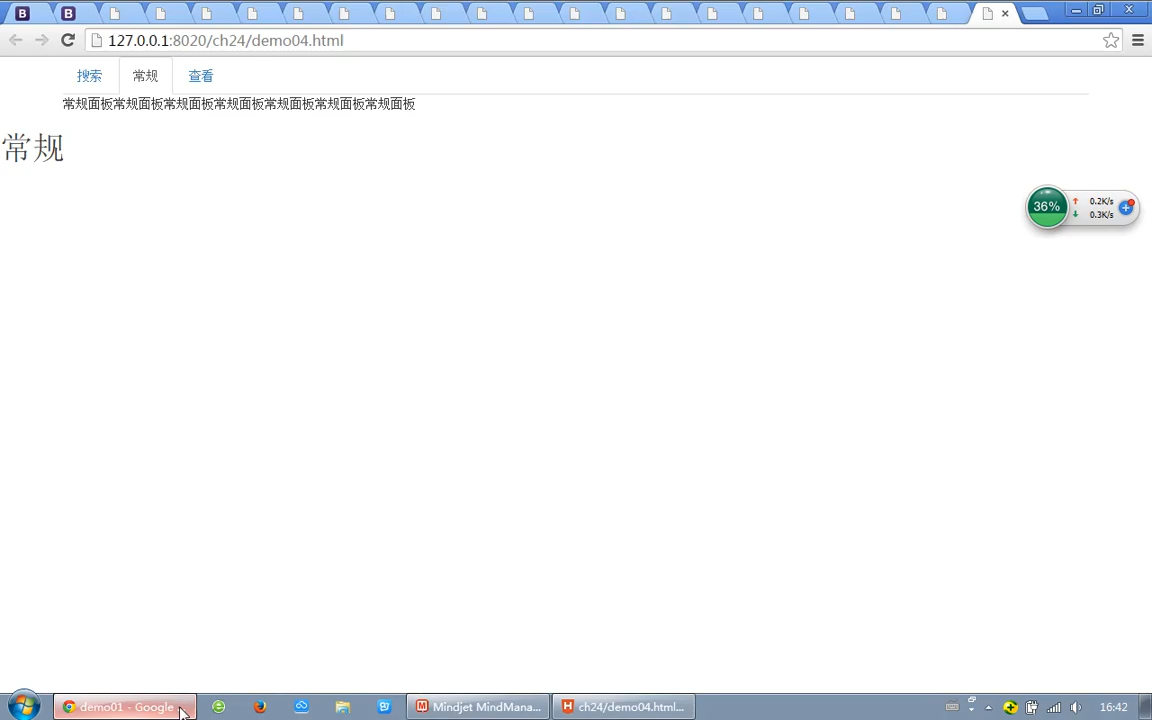 B
B
127.0.0.1:8020/ch24/demo04.html
搜索 常规 查看
常规面板常规面板常规面板常规面板常规面板常规面板常规面板
常规
36% 0.2K/s
0.3K/s
demo01 - Google
Mindjet MindMana...
ch24/demo04.html...
16:42